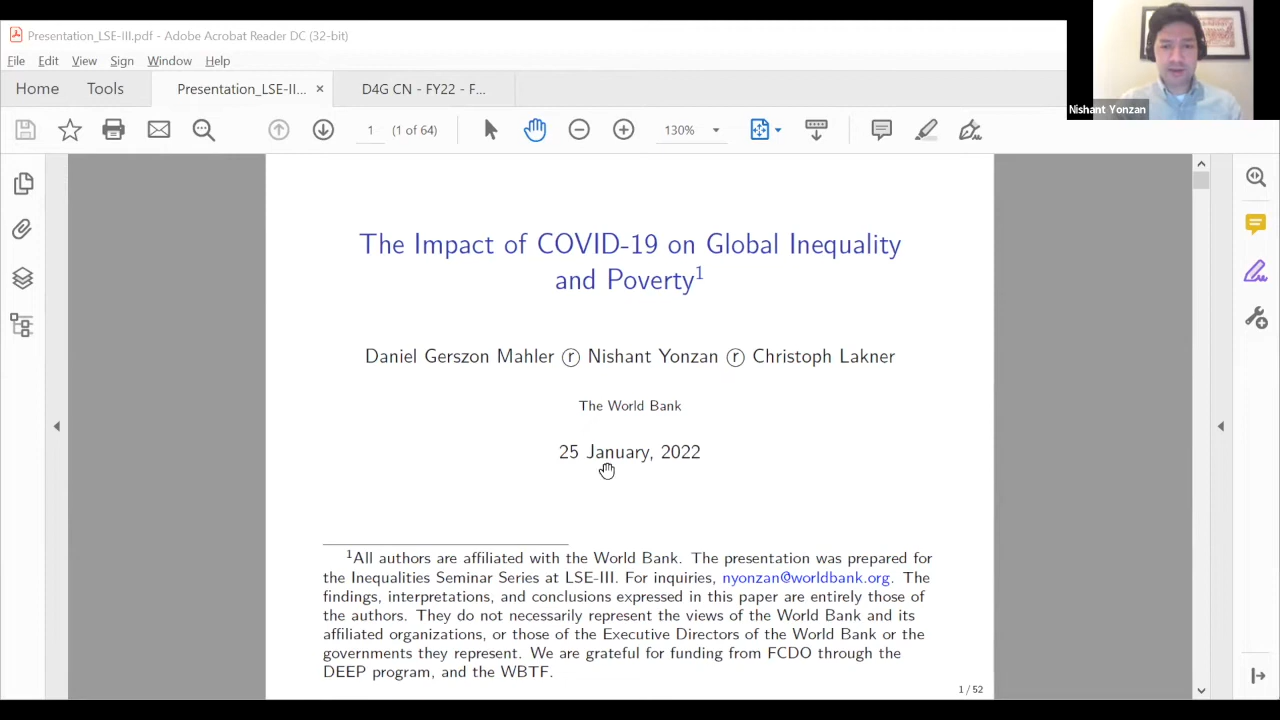 Presentation_LSE-III.pdf - Adobe Acrobat Reader DC (32-bit)
File Edit View Sign Window Help
Home Tools Presentation_LSE-II... × D4G CN - FY22 - F...
1 (1 of 64) 130%
Nishant Yonzan
The Impact of COVID-19 on Global Inequality
and Poverty¹
Daniel Gerszon Mahler ⓡ Nishant Yonzan ⓡ Christoph Lakner
The World Bank
25 January, 2022
¹All authors are affiliated with the World Bank. The presentation was prepared for
the Inequalities Seminar Series at LSE-III. For inquiries, nyonzan@worldbank.org. The
findings, interpretations, and conclusions expressed in this paper are entirely those of
the authors. They do not necessarily represent the views of the World Bank and its
affiliated organizations, or those of the Executive Directors of the World Bank or the
governments they represent. We are grateful for funding from FCDO through the
DEEP program, and the WBTF.
1 / 52